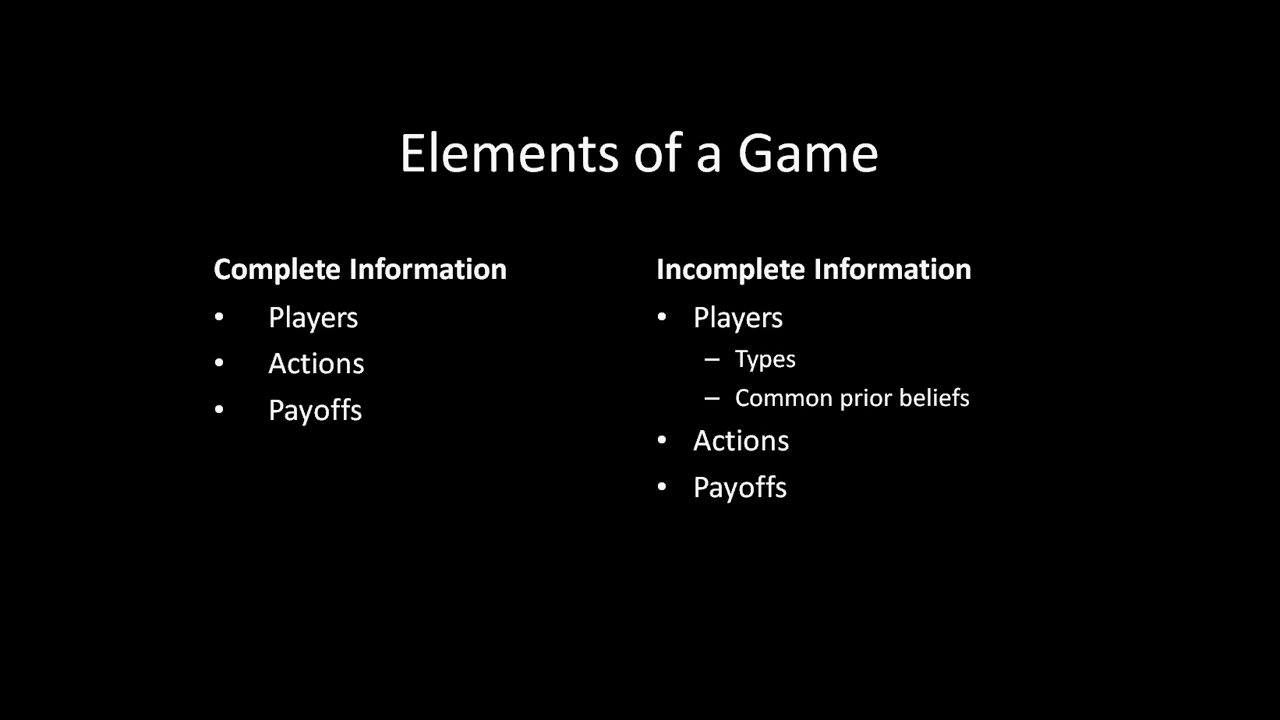 Elements of a Game
Complete Information
• Players
• Actions
• Payoffs
Incomplete Information
• Players
– Types
– Common prior beliefs
• Actions
• Payoffs